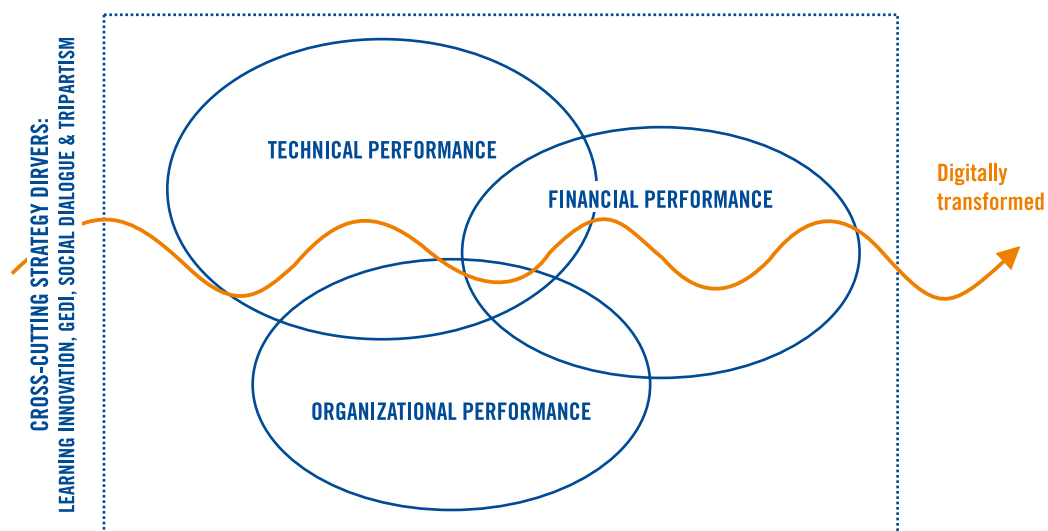 CROSS-CUTTING STRATEGY DIRVERS:
LEARNING INNOVATION, GEDI, SOCIAL DIALOGUE & TRIPARTISM
TECHNICAL PERFORMANCE
FINANCIAL PERFORMANCE
ORGANIZATIONAL PERFORMANCE
Digitally
transformed